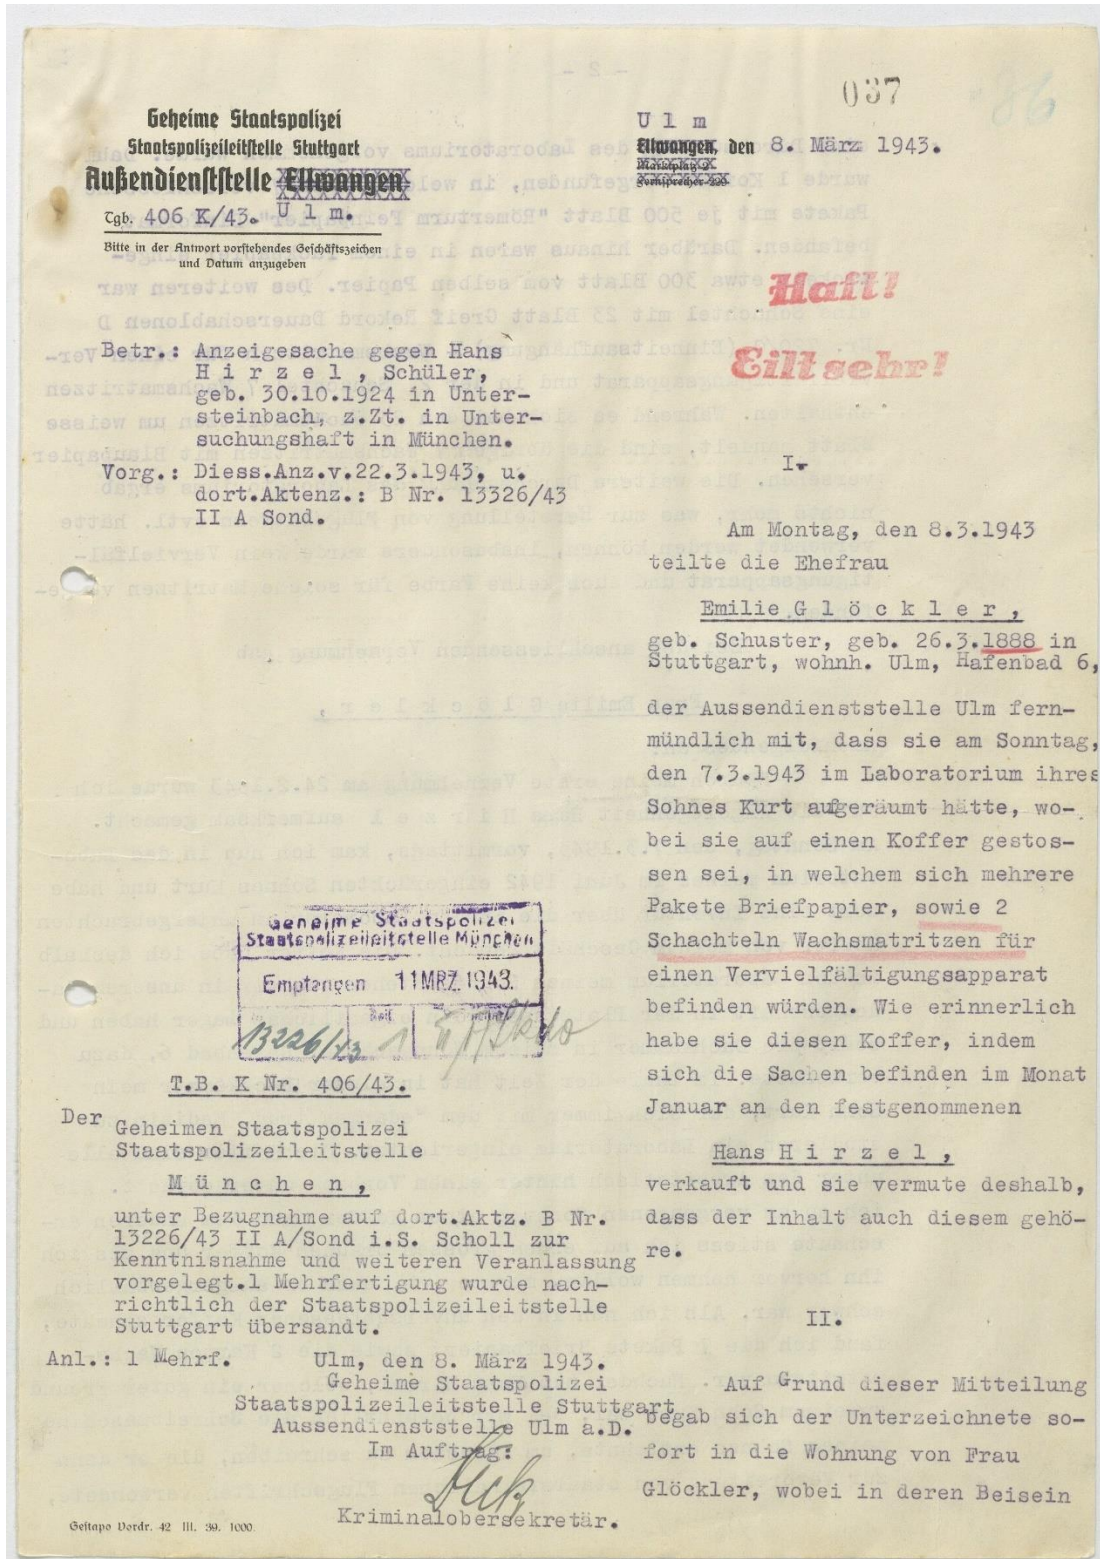 037
86
Geheime Staatspolizei
Staatspolizeileitstelle Stuttgart
Außendienststelle Ellwangen
U l m.
Tgb. 406 K/43.
Bitte in der Antwort vorstehendes Geschäftszeichen
und Datum anzugeben
U l m
Ellwangen, den 8. März 1943.
Marktplatz
Fernsprecher
Haft!
Eilt sehr!
Betr.: Anzeigesache gegen Hans
H i r z e l , Schüler,
geb. 30.10.1924 in Unter-
steinbach, z.Zt. in Unter-
suchungshaft in München.
Vorg.: Diess.Anz.v.22.3.1943, u.
dort.Aktenz.: B Nr. 13326/43
II A Sond.
Geheime Staatspolizei
Staatspolizeileitstelle München
Empfangen 11 MRZ. 1943.
13226/43 1
T.B. K Nr. 406/43.
Der
Geheimen Staatspolizei
Staatspolizeileitstelle
M ü n c h e n ,
unter Bezugnahme auf dort.Aktz. B Nr.
13226/43 II A/Sond i.S. Scholl zur
Kenntnisnahme und weiteren Veranlassung
vorgelegt.1 Mehrfertigung wurde nach-
richtlich der Staatspolizeileitstelle
Stuttgart übersandt.
Anl.: 1 Mehrf.
Ulm, den 8. März 1943.
Geheime Staatspolizei
Staatspolizeileitstelle Stuttgart
Aussendienststelle Ulm a.D.
Im Auftrag:
Kriminalobersekretär.
Gestapo Vordr. 42 III. 39. 1000.
I.
Am Montag, den 8.3.1943
teilte die Ehefrau
Emilie G l ö c k l e r ,
geb. Schuster, geb. 26.3.1888 in
Stuttgart, wohnh. Ulm, Hafenbad 6,
der Aussendienststelle Ulm fern-
mündlich mit, dass sie am Sonntag,
den 7.3.1943 im Laboratorium ihres
Sohnes Kurt aufgeräumt hätte, wo-
bei sie auf einen Koffer gestos-
sen sei, in welchem sich mehrere
Pakete Briefpapier, sowie 2
Schachteln Wachsmatritzen für
einen Vervielfältigungsapparat
befinden würden. Wie erinnerlich
habe sie diesen Koffer, indem
sich die Sachen befinden im Monat
Januar an den festgenommenen
Hans H i r z e l ,
verkauft und sie vermute deshalb,
dass der Inhalt auch diesem gehö-
re.
II.
Auf Grund dieser Mitteilung
begab sich der Unterzeichnete so-
fort in die Wohnung von Frau
Glöckler, wobei in deren Beisein